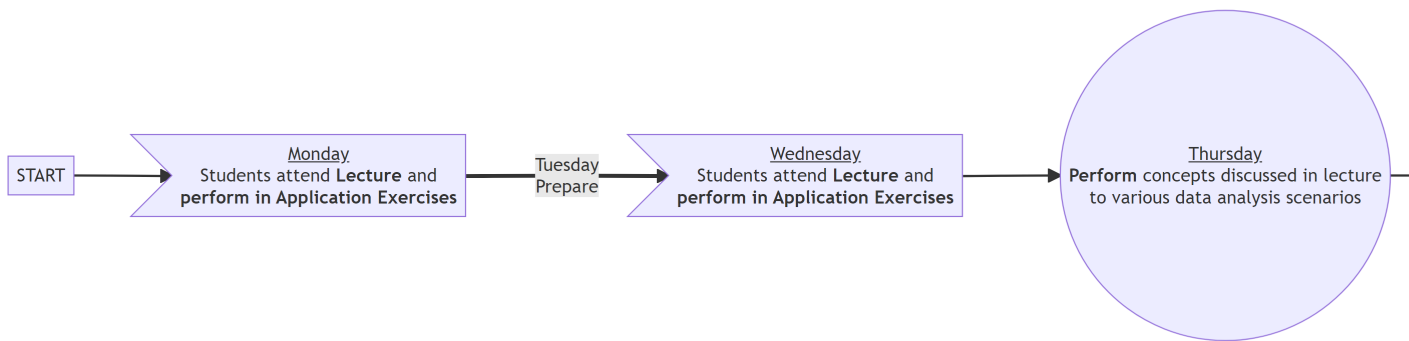 START
Monday
Students attend Lecture and
perform in Application Exercises
Tuesday
Prepare
Wednesday
Students attend Lecture and
perform in Application Exercises
Thursday
Perform concepts discussed in lecture
to various data analysis scenarios